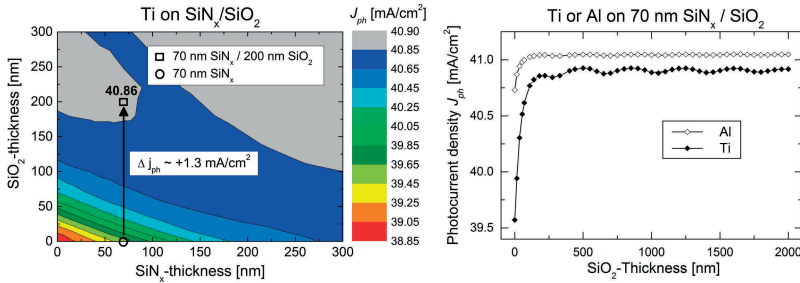 Ti on SiNx/SiO2
Jph [mA/cm²]
SiO2-thickness [nm]
300
250
200
150
100
50
0
70 nm SiNx / 200 nm SiO2
70 nm SiNx
40.86
Δ jph ~ +1.3 mA/cm²
0 50 100 150 200 250 300
SiNx-thickness [nm]
40.90
40.85
40.65
40.45
40.25
40.05
39.85
39.65
39.45
39.25
39.05
38.85
Ti or Al on 70 nm SiNx / SiO2
Photocurrent density Jph [mA/cm²]
41.0
40.5
40.0
39.5
Al
Ti
0 500 1000 1500 2000
SiO2-Thickness [nm]